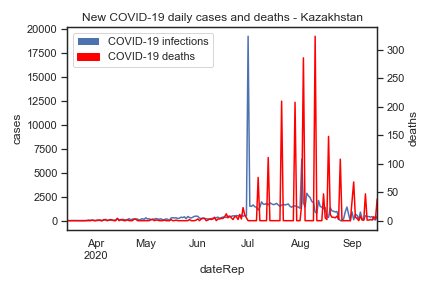 New COVID-19 daily cases and deaths - Kazakhstan
COVID-19 infections
COVID-19 deaths
20000
17500
15000
12500
10000
7500
5000
2500
0
cases
300
250
200
150
100
50
0
deaths
Apr
2020
May
Jun
Jul
Aug
Sep
dateRep